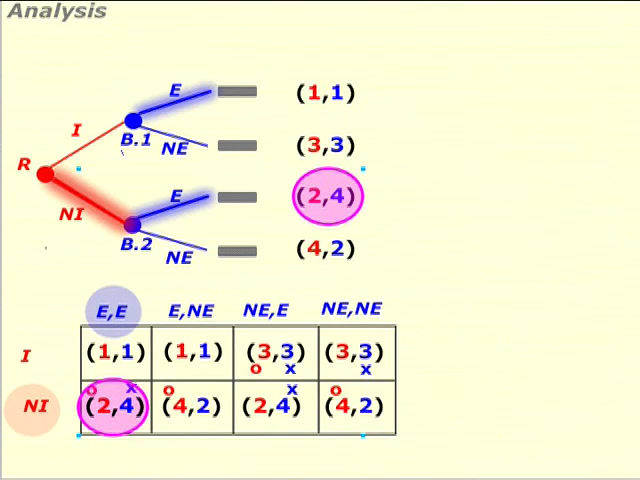 Analysis
E
(1,1)
I
B.1
NE
(3,3)
R
E
(2,4)
NI
B.2
NE
(4,2)
E,E E,NE NE,E NE,NE
I (1,1) (1,1) (3,3) (3,3)
o x x
o x o x o
NI (2,4) (4,2) (2,4) (4,2)